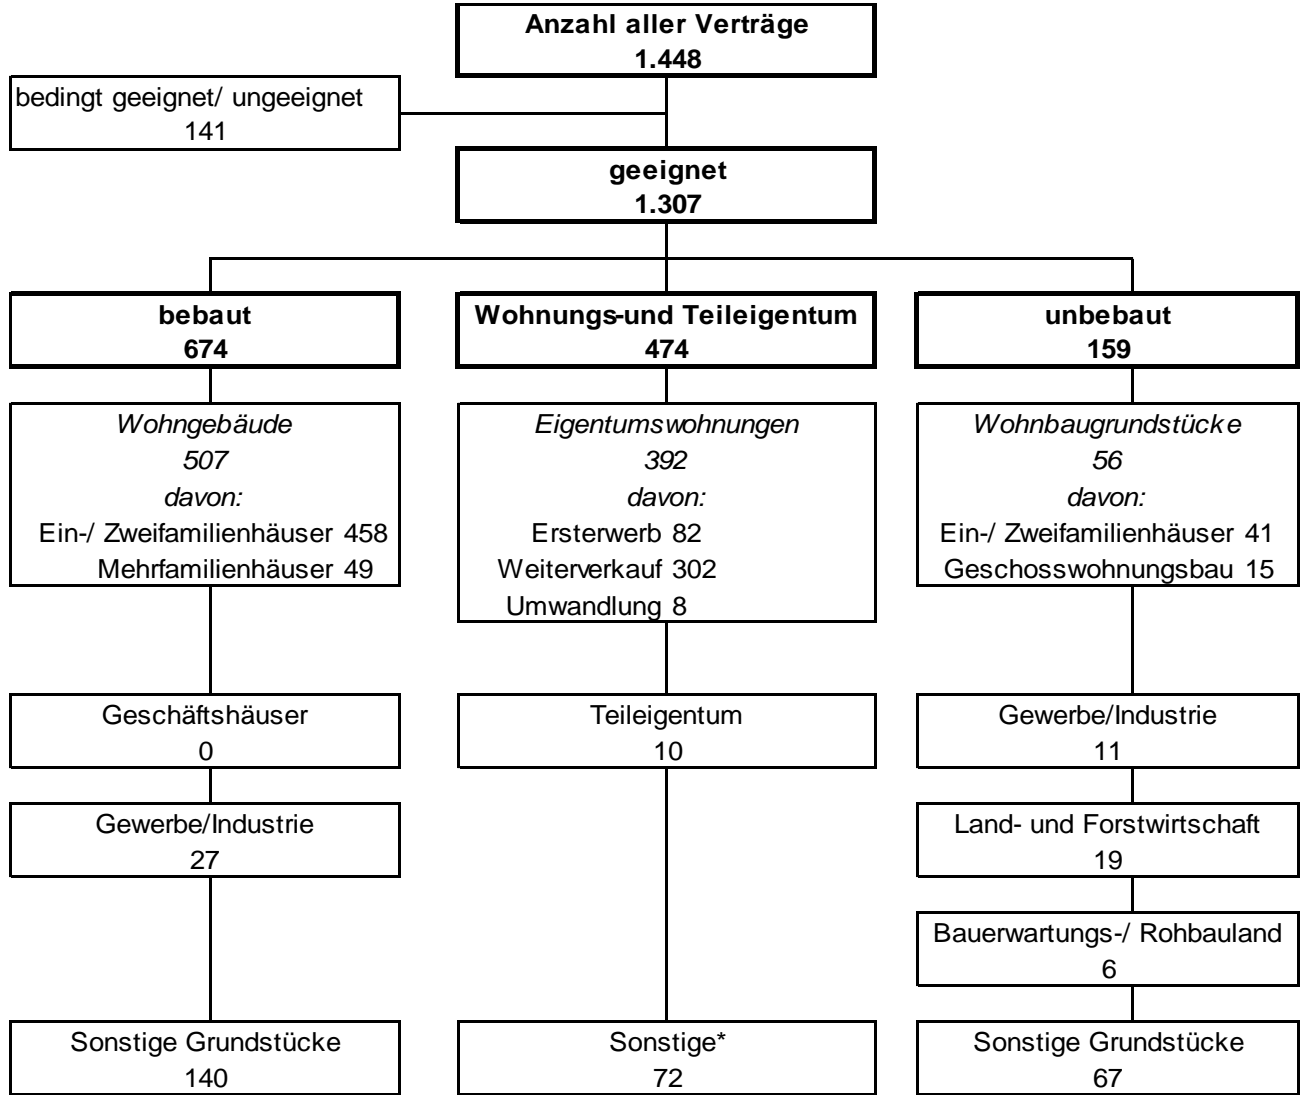 Anzahl aller Verträge
1.448
bedingt geeignet/ ungeeignet
141
geeignet
1.307
bebaut
674
Wohngebäude
507
davon:
Ein-/ Zweifamilienhäuser 458
Mehrfamilienhäuser 49
Geschäftshäuser
0
Gewerbe/Industrie
27
Sonstige Grundstücke
140
Wohnungs-und Teileigentum
474
Eigentumswohnungen
392
davon:
Ersterwerb 82
Weiterverkauf 302
Umwandlung 8
Teileigentum
10
Sonstige*
72
unbebaut
159
Wohnbaugrundstücke
56
davon:
Ein-/ Zweifamilienhäuser 41
Geschosswohnungsbau 15
Gewerbe/Industrie
11
Land- und Forstwirtschaft
19
Bauerwartungs-/ Rohbauland
6
Sonstige Grundstücke
67